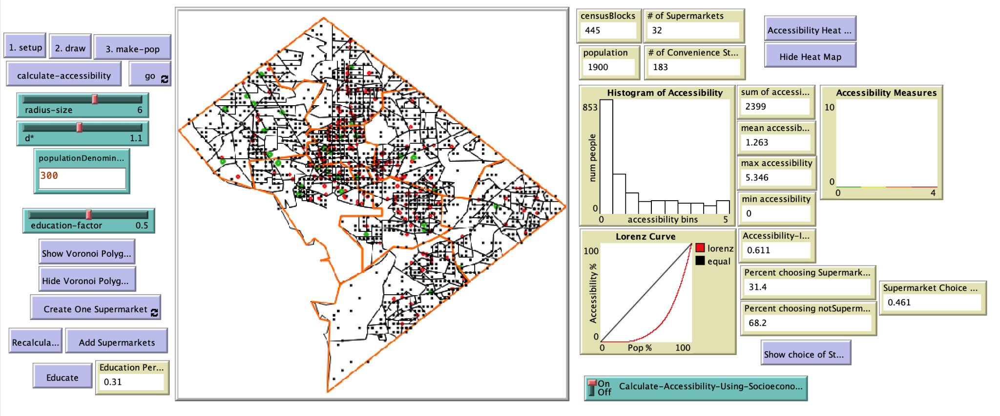 1. setup
2. draw
3. make-pop
calculate-accessibility
go
radius-size 6
d* 1.1
populationDenomin...
300
education-factor 0.5
Show Voronoi Polyg...
Hide Voronoi Polyg...
Create One Supermarket
Recalcula...
Add Supermarkets
Educate
Education Per...
0.31
censusBlocks
445
# of Supermarkets
32
population
1900
# of Convenience St...
183
Accessibility Heat ...
Hide Heat Map
Histogram of Accessibility
853
num people
0
0 accessibility bins 5
sum of accessi...
2399
mean accessib...
1.263
max accessibility
5.346
min accessibility
0
Accessibility Measures
10
0
0 4
Lorenz Curve
100
Accessibility %
0
0 Pop % 100
lorenz
equal
Accessibility-I...
0.611
Percent choosing Supermark...
31.4
Percent choosing notSuperm...
68.2
Supermarket Choice ...
0.461
Show choice of St...
On
Off
Calculate-Accessibility-Using-Socioecono...